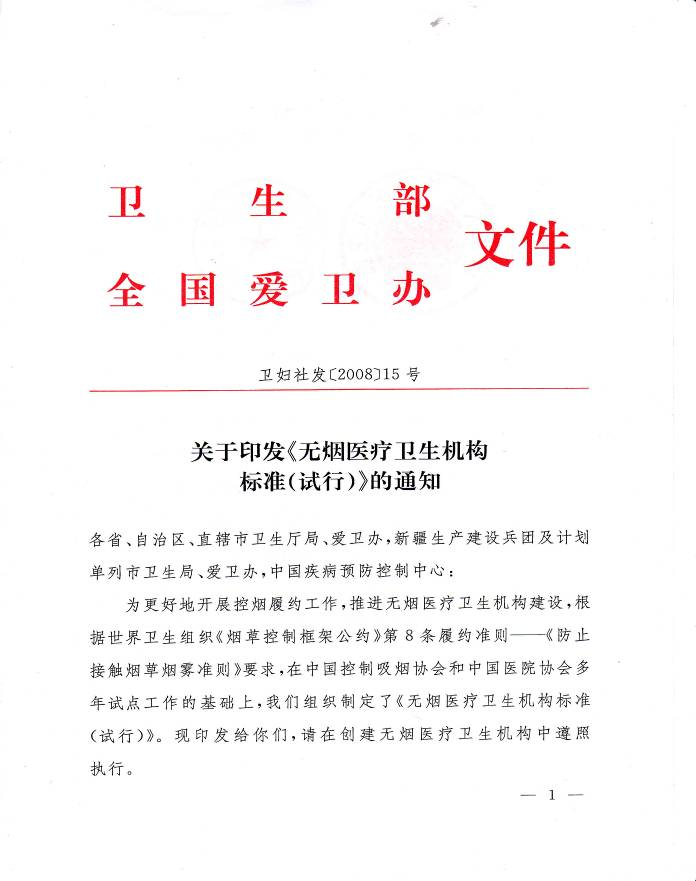 卫生部
文件
全国爱卫办
卫妇社发〔2008〕15号
关于印发《无烟医疗卫生机构
标准(试行)》的通知
各省、自治区、直辖市卫生厅局、爱卫办,新疆生产建设兵团及计划
单列市卫生局、爱卫办,中国疾病预防控制中心:
为更好地开展控烟履约工作,推进无烟医疗卫生机构建设,根
据世界卫生组织《烟草控制框架公约》第8条履约准则——《防止
接触烟草烟雾准则》要求,在中国控制吸烟协会和中国医院协会多
年试点工作的基础上,我们组织制定了《无烟医疗卫生机构标准
(试行)》。现印发给你们,请在创建无烟医疗卫生机构中遵照
执行。
— 1 —